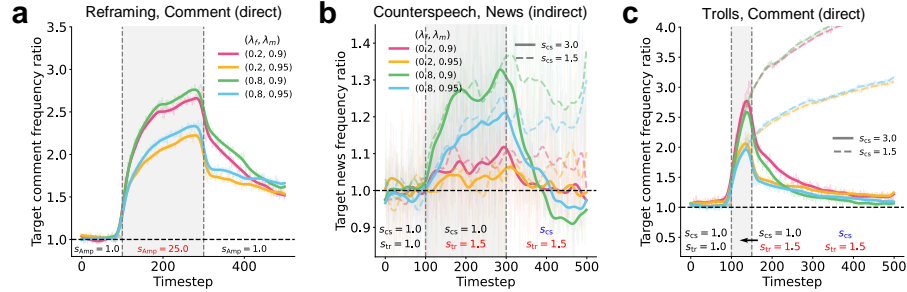 a
Reframing, Comment (direct)
Target comment frequency ratio
3.5
3.0
2.5
2.0
1.5
1.0
(λf, λm)
(0.2, 0.9)
(0.2, 0.95)
(0.8, 0.9)
(0.8, 0.95)
sAmp = 1.0
sAmp = 25.0
sAmp = 1.0
0
200
400
Timestep
b
Counterspeech, News (indirect)
Target news frequency ratio
1.4
1.3
1.2
1.1
1.0
0.9
(λf, λm)
(0.2, 0.9)
(0.2, 0.95)
(0.8, 0.9)
(0.8, 0.95)
scs = 3.0
scs = 1.5
scs = 1.0
str = 1.0
scs = 1.0
str = 1.5
scs
str = 1.5
0
100
200
300
400
500
Timestep
c
Trolls, Comment (direct)
Target comment frequency ratio
4.0
3.5
3.0
2.5
2.0
1.5
1.0
4.0
scs = 3.0
scs = 1.5
scs = 1.0
str = 1.0
scs = 1.0
str = 1.5
scs
str = 1.5
0
100
200
300
400
500
Timestep